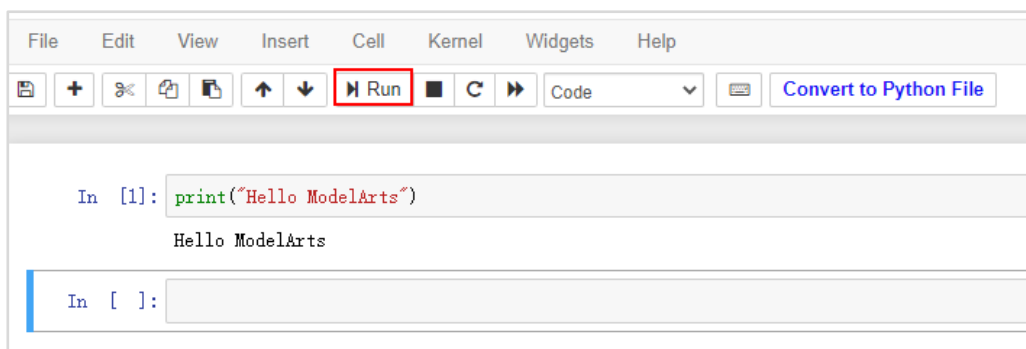 File Edit View Insert Cell Kernel Widgets Help
Run Code Convert to Python File
In [1]: print("Hello ModelArts")
Hello ModelArts
In [ ]: